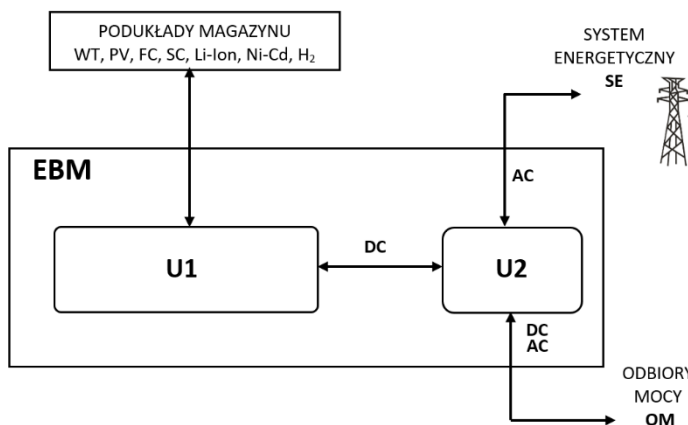 PODUKŁADY MAGAZYNU
WT, PV, FC, SC, Li-Ion, Ni-Cd, H₂
SYSTEM
ENERGETYCZNY
SE
EBM
AC
U1
DC
U2
DC
AC
ODBIORY
MOCY
OM